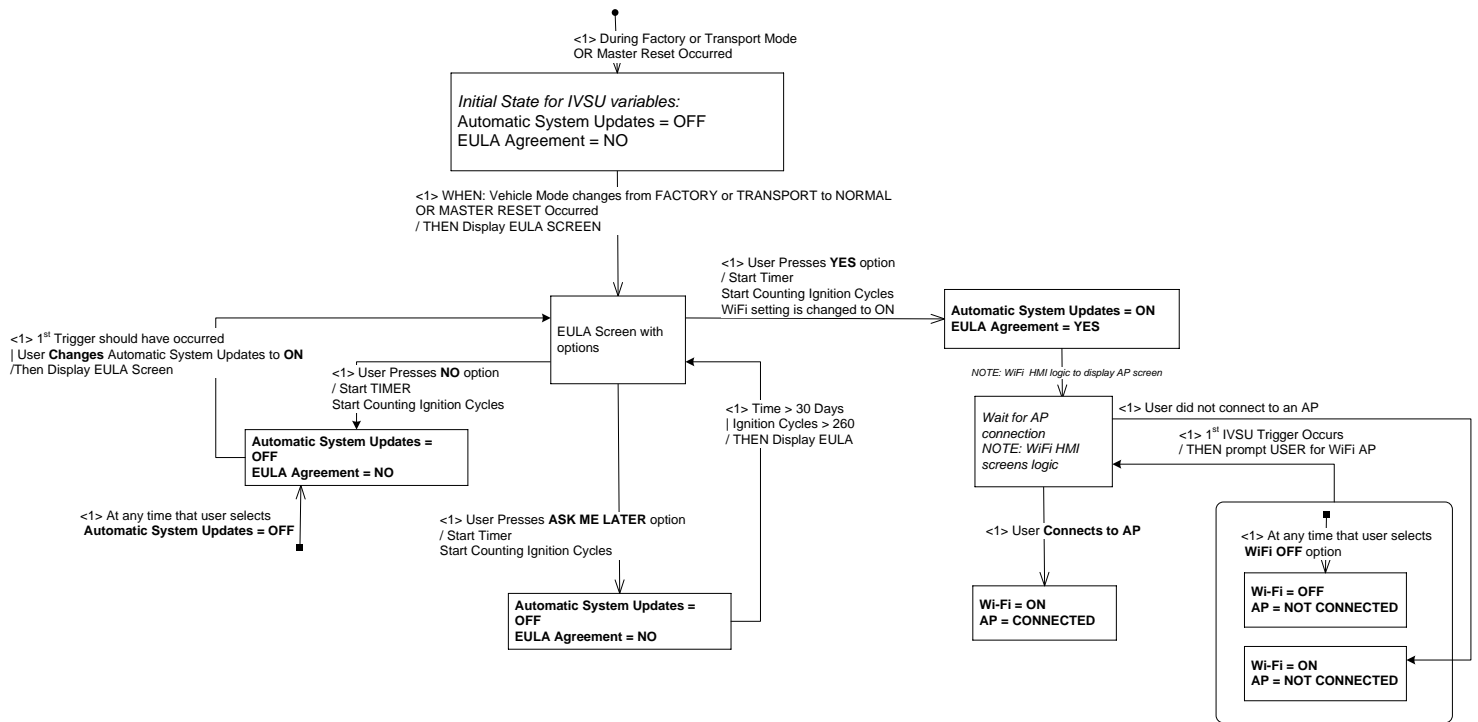 <1> During Factory or Transport Mode
OR Master Reset Occurred
Initial State for IVSU variables:
Automatic System Updates = OFF
EULA Agreement = NO
<1> WHEN: Vehicle Mode changes from FACTORY or TRANSPORT to NORMAL
OR MASTER RESET Occurred
/ THEN Display EULA SCREEN
<1> User Presses YES option
/ Start Timer
Start Counting Ignition Cycles
WiFi setting is changed to ON
EULA Screen with
options
Automatic System Updates = ON
EULA Agreement = YES
<1> 1st Trigger should have occurred
| User Changes Automatic System Updates to ON
/Then Display EULA Screen
<1> User Presses NO option
/ Start TIMER
Start Counting Ignition Cycles
NOTE: WiFi HMI logic to display AP screen
<1> Time > 30 Days
| Ignition Cycles > 260
/ THEN Display EULA
Wait for AP
connection
NOTE: WiFi HMI
screens logic
<1> User did not connect to an AP
<1> 1st IVSU Trigger Occurs
/ THEN prompt USER for WiFi AP
Automatic System Updates =
OFF
EULA Agreement = NO
<1> At any time that user selects
Automatic System Updates = OFF
<1> User Presses ASK ME LATER option
/ Start Timer
Start Counting Ignition Cycles
<1> User Connects to AP
<1> At any time that user selects
WiFi OFF option
Automatic System Updates =
OFF
EULA Agreement = NO
Wi-Fi = ON
AP = CONNECTED
Wi-Fi = OFF
AP = NOT CONNECTED
Wi-Fi = ON
AP = NOT CONNECTED